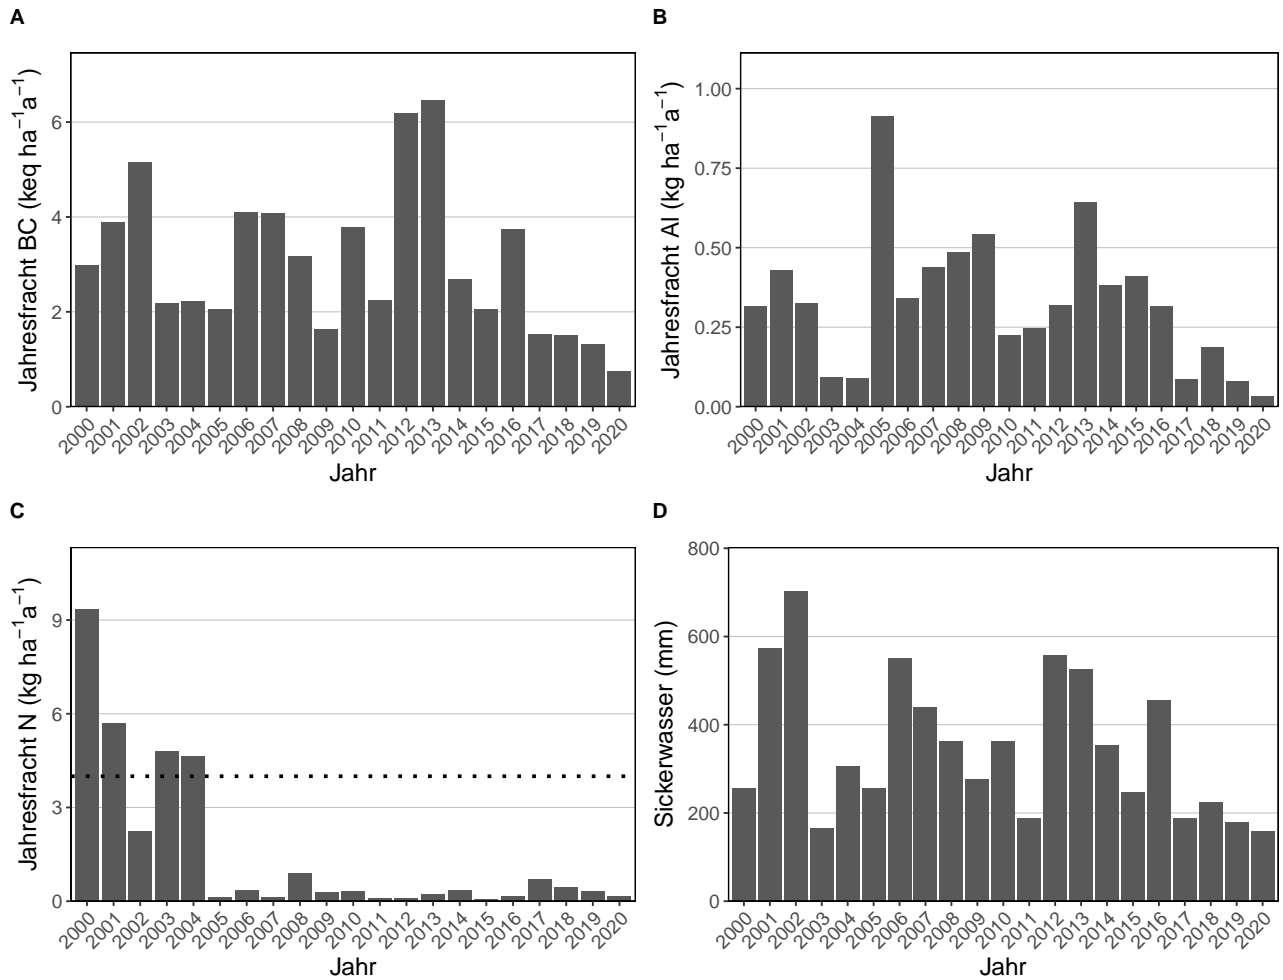 A
Jahresfracht BC (keq ha⁻¹a⁻¹)
6
4
2
0
2000 2001 2002 2003 2004 2005 2006 2007 2008 2009 2010 2011 2012 2013 2014 2015 2016 2017 2018 2019 2020
Jahr
B
Jahresfracht Al (kg ha⁻¹a⁻¹)
1.00
0.75
0.50
0.25
0.00
2000 2001 2002 2003 2004 2005 2006 2007 2008 2009 2010 2011 2012 2013 2014 2015 2016 2017 2018 2019 2020
Jahr
C
Jahresfracht N (kg ha⁻¹a⁻¹)
9
6
3
0
2000 2001 2002 2003 2004 2005 2006 2007 2008 2009 2010 2011 2012 2013 2014 2015 2016 2017 2018 2019 2020
Jahr
D
Sickerwasser (mm)
800
600
400
200
0
2000 2001 2002 2003 2004 2005 2006 2007 2008 2009 2010 2011 2012 2013 2014 2015 2016 2017 2018 2019 2020
Jahr